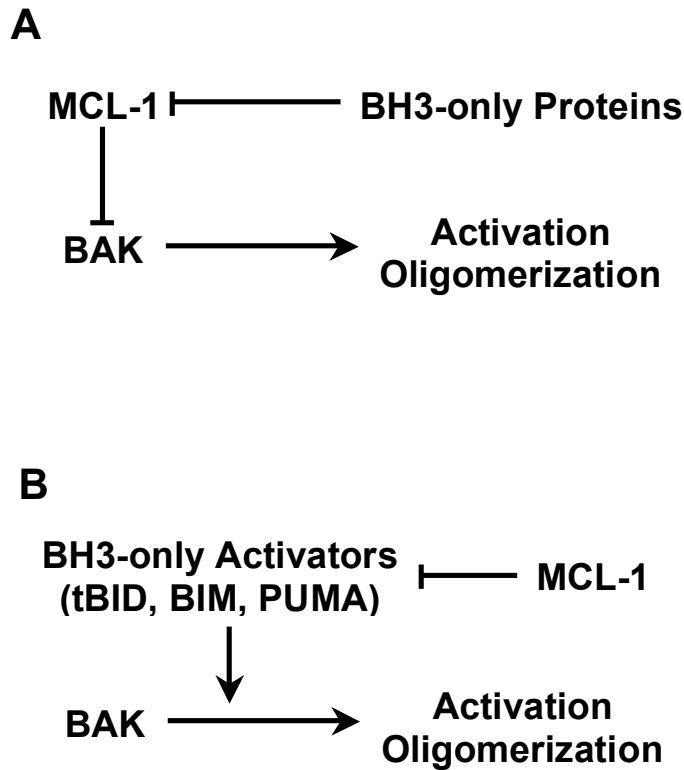 A
MCL-1 BH3-only Proteins
BAK
Activation
Oligomerization
B
BH3-only Activators
(tBID, BIM, PUMA)
MCL-1
BAK
Activation
Oligomerization